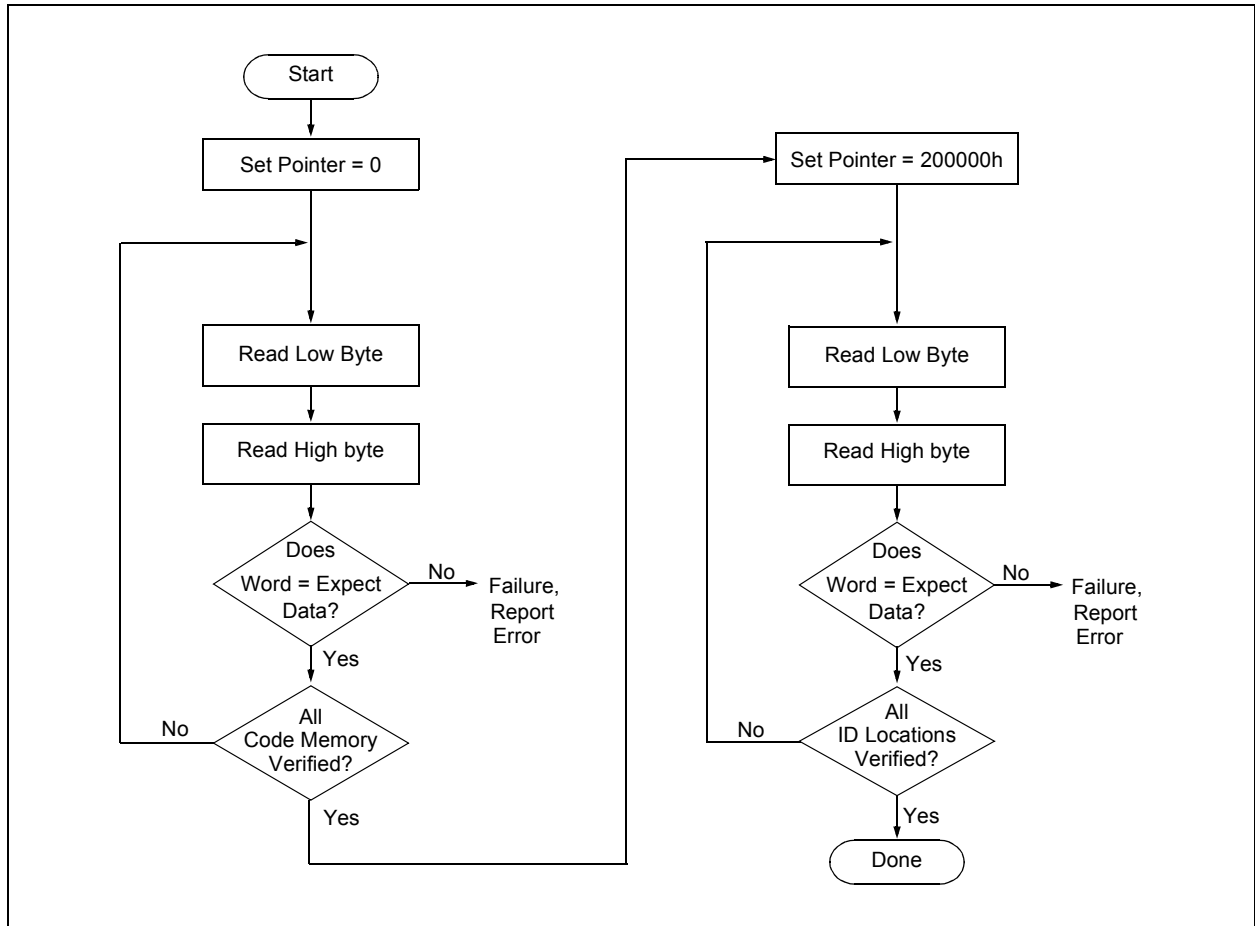 Start
Set Pointer = 0
Read Low Byte
Read High byte
Does
Word = Expect
Data?
No
Failure,
Report
Error
Yes
All
Code Memory
Verified?
No
Yes
Set Pointer = 200000h
Read Low Byte
Read High byte
Does
Word = Expect
Data?
No
Failure,
Report
Error
Yes
All
ID Locations
Verified?
No
Yes
Done